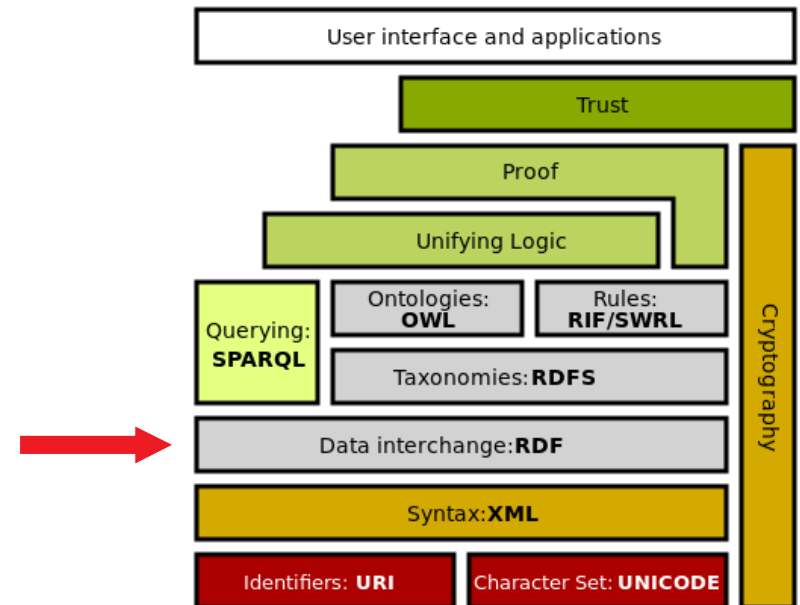 User interface and applications
Trust
Proof
Unifying Logic
Querying:
SPARQL
Ontologies:
OWL
Rules:
RIF/SWRL
Taxonomies: RDFS
Data interchange:RDF
Syntax:XML
Identifiers: URI
Character Set: UNICODE
Cryptography